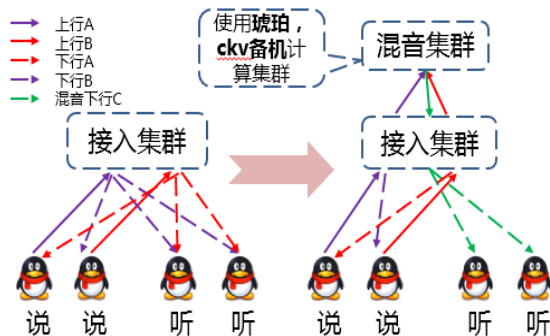 上行A
上行B
下行A
下行B
混音下行C
使用琥珀，
ckv备机计
算集群
混音集群
接入集群
接入集群
说 说 听 听
说 说 听 听